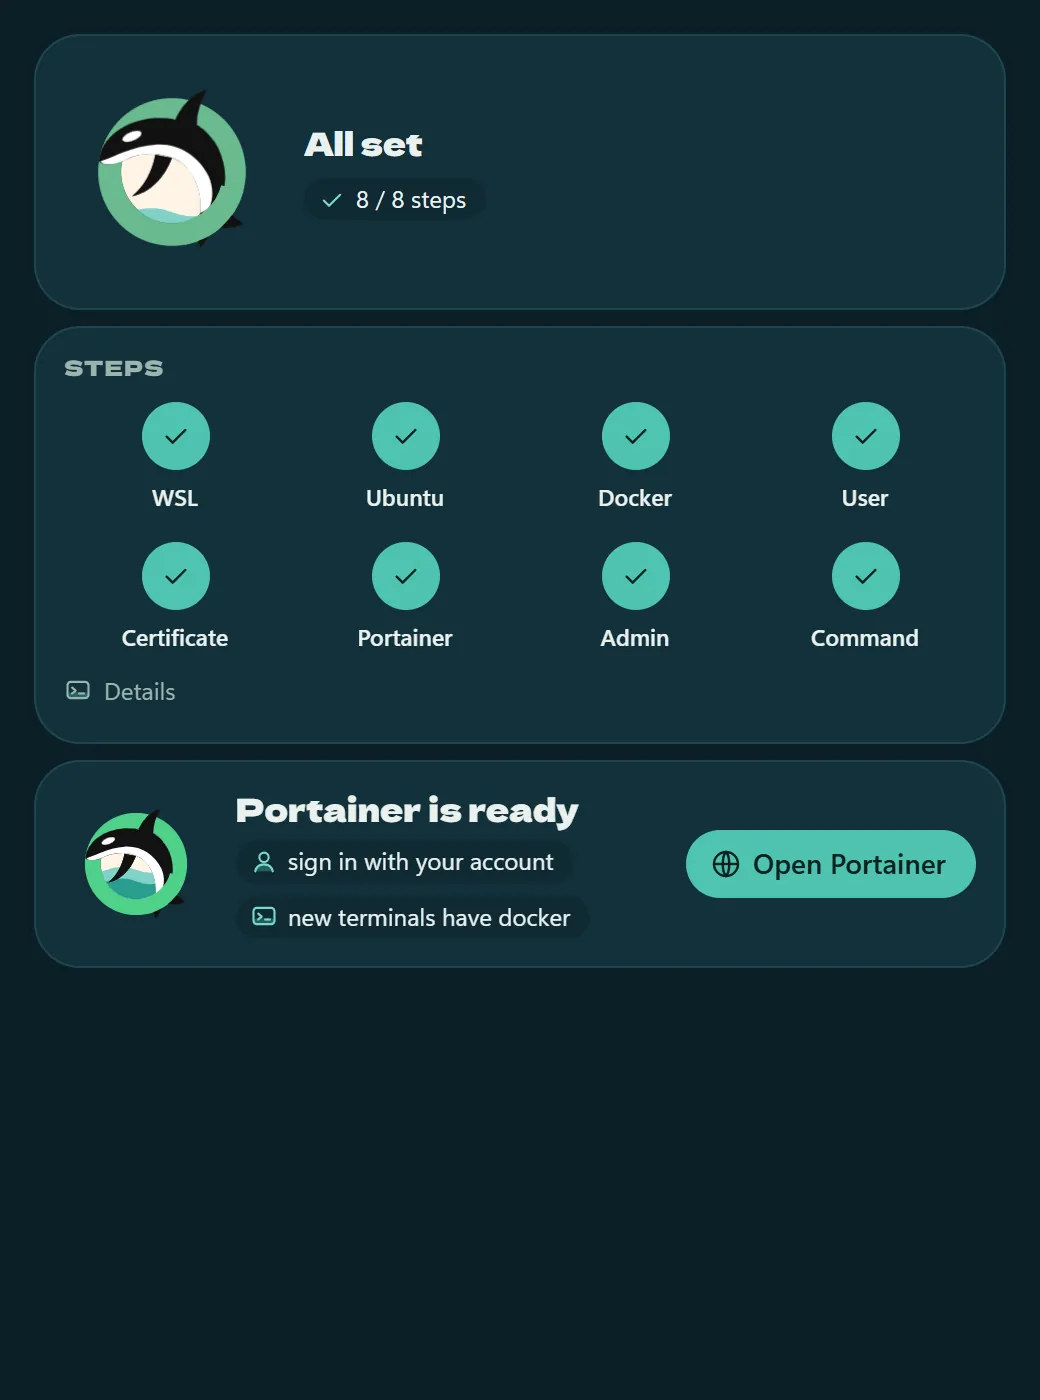 All set
8 / 8 steps
STEPS
WSL
Ubuntu
Docker
User
Certificate
Portainer
Admin
Command
Details
Portainer is ready
sign in with your account
new terminals have docker
Open Portainer